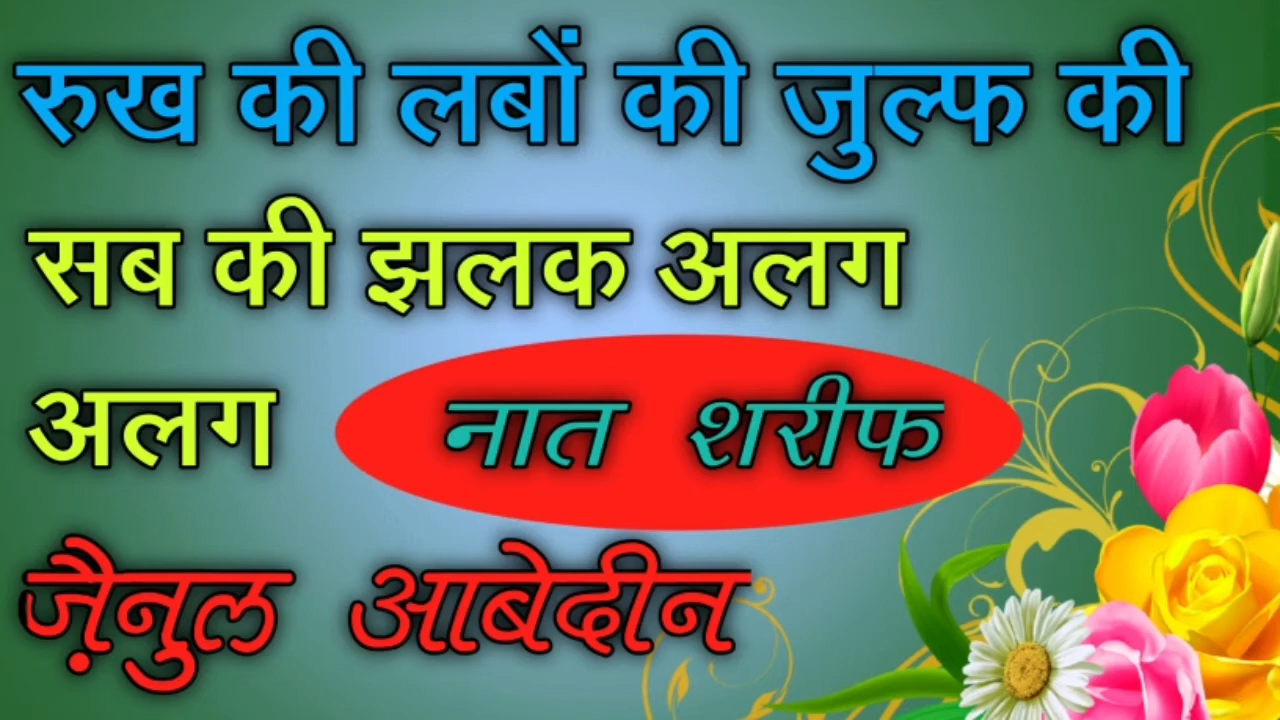 रुख की लबों की जुल्फ की
सब की झलक अलग
अलग नात शरीफ
ज़ैनुल आबेदीन